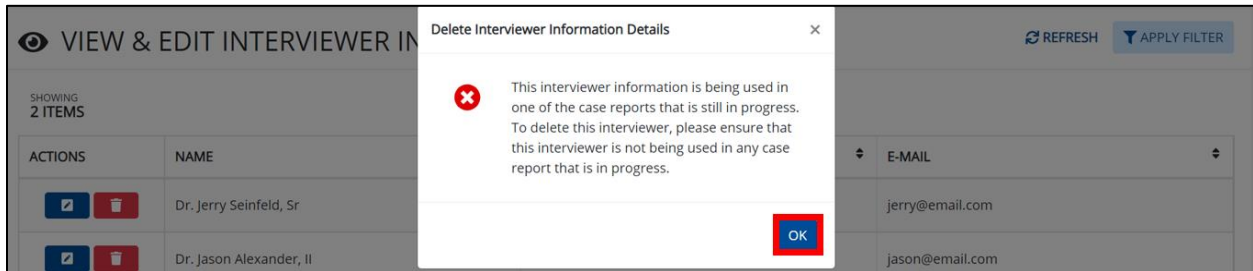 VIEW & EDIT INTERVIEWER IN
Delete Interviewer Information Details
×
REFRESH
APPLY FILTER
This interviewer information is being used in
one of the case reports that is still in progress.
To delete this interviewer, please ensure that
this interviewer is not being used in any case
report that is in progress.
OK
SHOWING
2 ITEMS
ACTIONS NAME E-MAIL
Dr. Jerry Seinfeld, Sr jerry@email.com
Dr. Jason Alexander, II jason@email.com